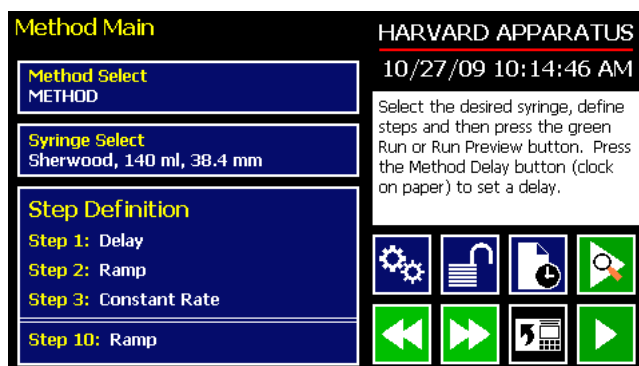 Method Main
Method Select
METHOD
Syringe Select
Sherwood, 140 ml, 38.4 mm
Step Definition
Step 1: Delay
Step 2: Ramp
Step 3: Constant Rate
Step 10: Ramp
HARVARD APPARATUS
10/27/09 10:14:46 AM
Select the desired syringe, define
steps and then press the green
Run or Run Preview button. Press
the Method Delay button (clock
on paper) to set a delay.